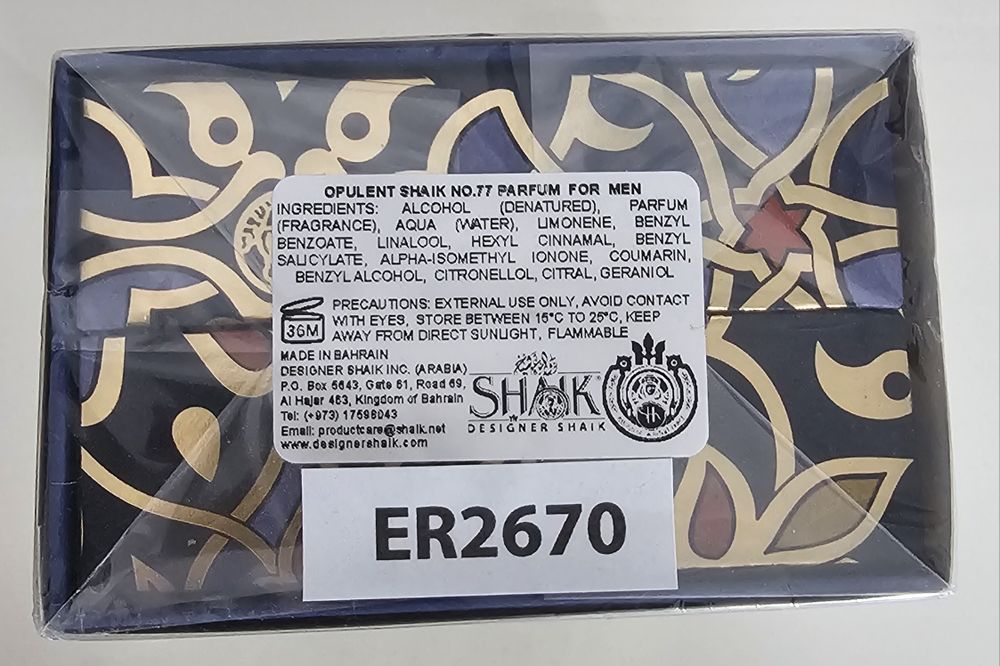 OPULENT SHAIK NO.77 PARFUM FOR MEN
INGREDIENTS: ALCOHOL (DENATURED), PARFUM
(FRAGRANCE), AQUA (WATER), LIMONENE, BENZYL
BENZOATE, LINALOOL, HEXYL CINNAMAL, BENZYL
SALICYLATE, ALPHA-ISOMETHYL IONONE, COUMARIN,
BENZYL ALCOHOL, CITRONELLOL, CITRAL, GERANIOL
36M
PRECAUTIONS: EXTERNAL USE ONLY, AVOID CONTACT
WITH EYES, STORE BETWEEN 15°C TO 25°C, KEEP
AWAY FROM DIRECT SUNLIGHT, FLAMMABLE
MADE IN BAHRAIN
DESIGNER SHAIK INC. (ARABIA)
P.O. Box 5643, Gate 61, Road 69,
Al Hajar 453, Kingdom of Bahrain
Tel: (+973) 17598043
Email: productcare@shaik.net
www.designershaik.com
SHAIK
DESIGNER SHAIK
ER2670